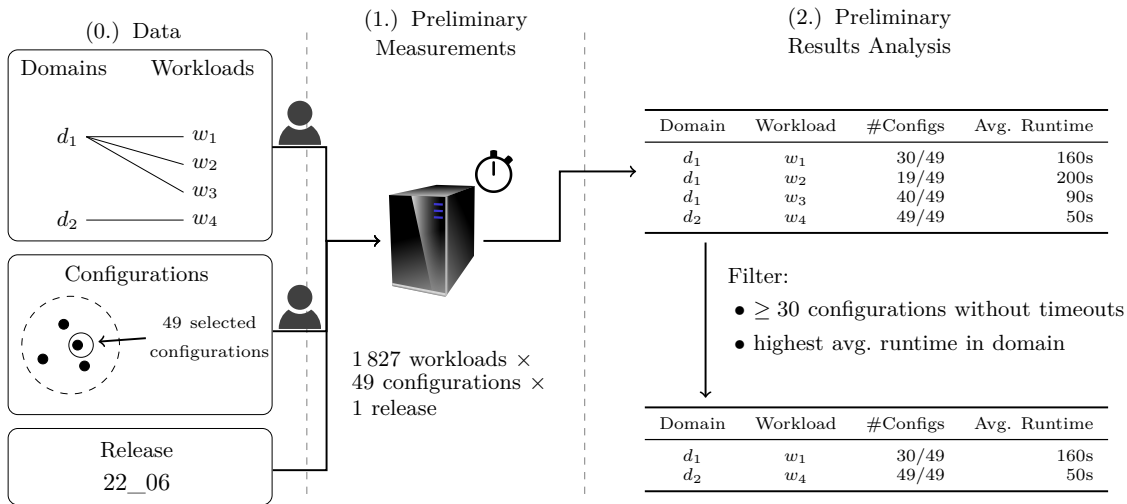 (0.) Data
Domains Workloads
d1 w1
w2
w3
d2 w4
Configurations
49 selected
configurations
Release
22_06
(1.) Preliminary
Measurements
1 827 workloads ×
49 configurations ×
1 release
(2.) Preliminary
Results Analysis
Domain Workload #Configs Avg. Runtime
d1 w1 30/49 160s
d1 w2 19/49 200s
d1 w3 40/49 90s
d2 w4 49/49 50s
Filter:
• ≥ 30 configurations without timeouts
• highest avg. runtime in domain
Domain Workload #Configs Avg. Runtime
d1 w1 30/49 160s
d2 w4 49/49 50s